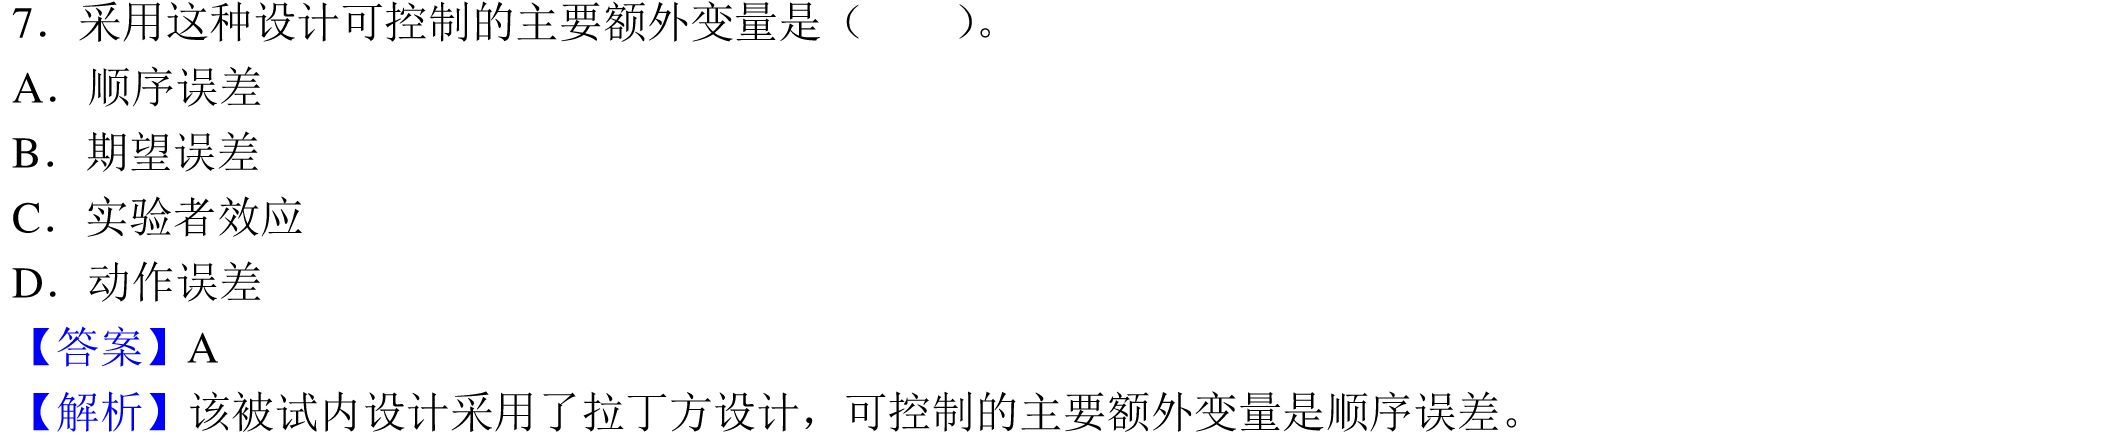 7．采用这种设计可控制的主要额外变量是（　　）。
A．顺序误差
B．期望误差
C．实验者效应
D．动作误差
【答案】A
【解析】该被试内设计采用了拉丁方设计，可控制的主要额外变量是顺序误差。